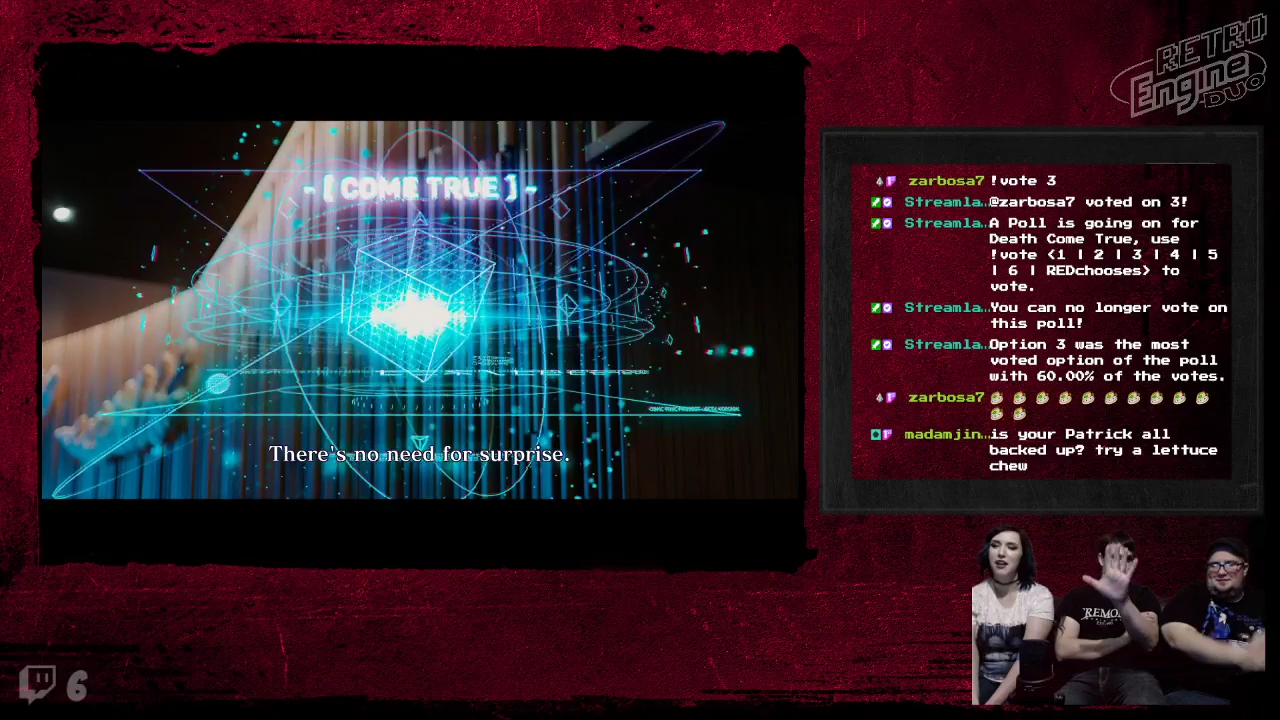 RETRO
Engine
DUO
-[ COME TRUE ]-
There's no need for surprise.
zarbosa7 !vote 3
Streamla.. @zarbosa7 voted on 3!
Streamla.. A Poll is going on for
Death Come True, use
!vote <1 | 2 | 3 | 4 | 5
| 6 | REDchooses> to
vote.
Streamla.. You can no longer vote on
this poll!
Streamla.. Option 3 was the most
voted option of the poll
with 60.00% of the votes.
zarbosa7
madamjin.. is your Patrick all
backed up? try a lettuce
chew
6